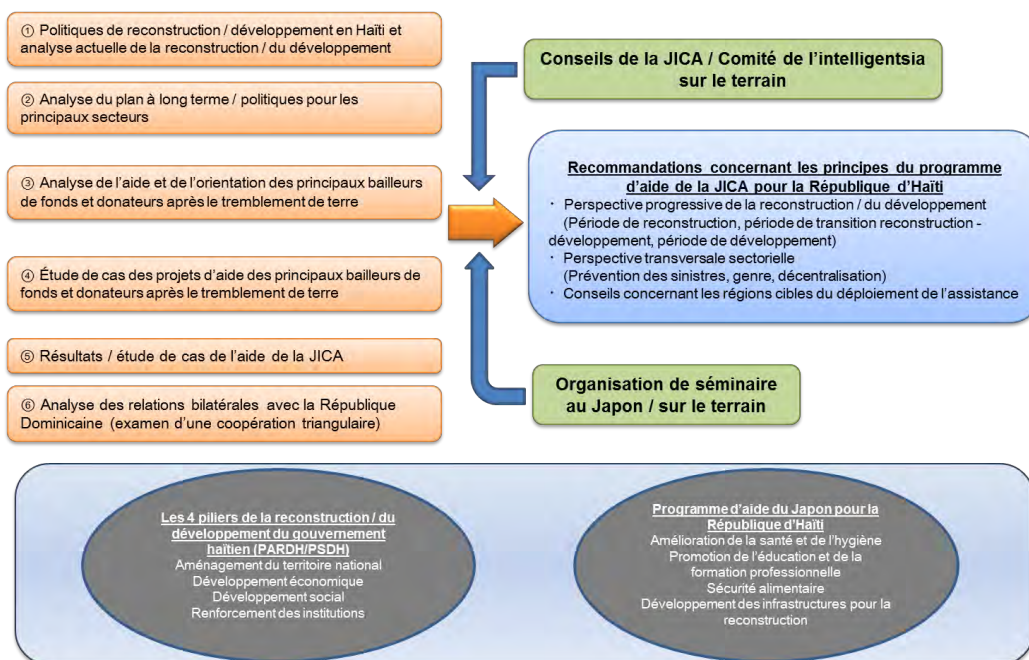 ① Politiques de reconstruction / développement en Haïti et
analyse actuelle de la reconstruction / du développement
② Analyse du plan à long terme / politiques pour les
principaux secteurs
③ Analyse de l'aide et de l'orientation des principaux bailleurs
de fonds et donateurs après le tremblement de terre
④ Étude de cas des projets d'aide des principaux bailleurs de
fonds et donateurs après le tremblement de terre
⑤ Résultats / étude de cas de l'aide de la JICA
⑥ Analyse des relations bilatérales avec la République
Dominicaine (examen d'une coopération triangulaire)
Conseils de la JICA / Comité de l'intelligentsia
sur le terrain
Recommandations concernant les principes du programme
d'aide de la JICA pour la République d'Haïti
・ Perspective progressive de la reconstruction / du développement
(Période de reconstruction, période de transition reconstruction -
développement, période de développement)
・ Perspective transversale sectorielle
(Prévention des sinistres, genre, décentralisation)
・ Conseils concernant les régions cibles du déploiement de l'assistance
Organisation de séminaire
au Japon / sur le terrain
Les 4 piliers de la reconstruction / du
développement du gouvernement
haïtien (PARDH/PSDH)
Aménagement du territoire national
Développement économique
Développement social
Renforcement des institutions
Programme d'aide du Japon pour la
République d'Haïti
Amélioration de la santé et de l'hygiène
Promotion de l'éducation et de la
formation professionnelle
Sécurité alimentaire
Développement des infrastructures pour la
reconstruction